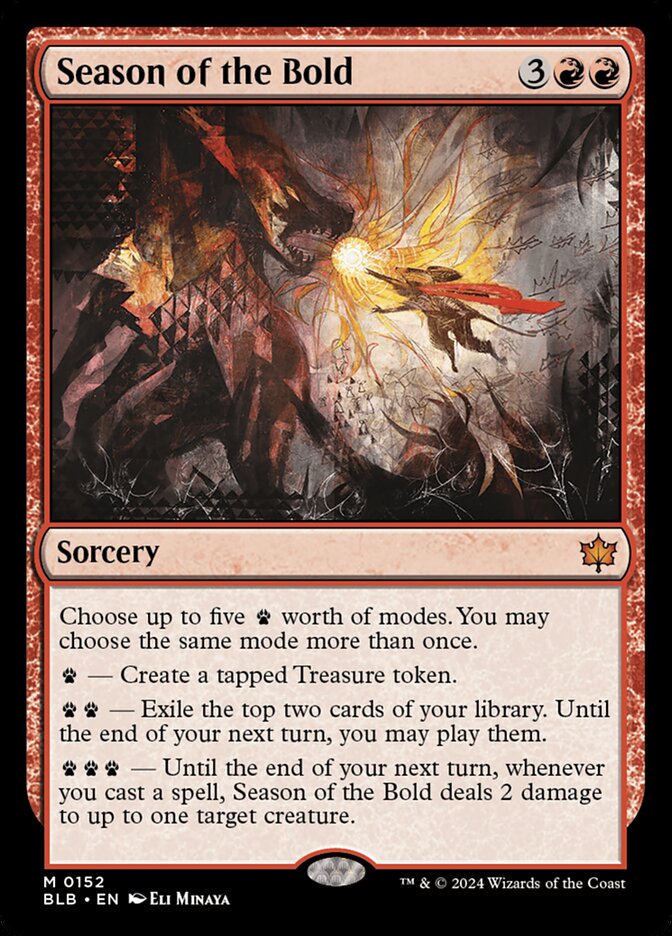 Season of the Bold 3
Sorcery
Choose up to five worth of modes. You may
choose the same mode more than once.
— Create a tapped Treasure token.
— Exile the top two cards of your library. Until
the end of your next turn, you may play them.
— Until the end of your next turn, whenever
you cast a spell, Season of the Bold deals 2 damage
to up to one target creature.
M 0152
BLB • EN Eli Minaya
™ & © 2024 Wizards of the Coast